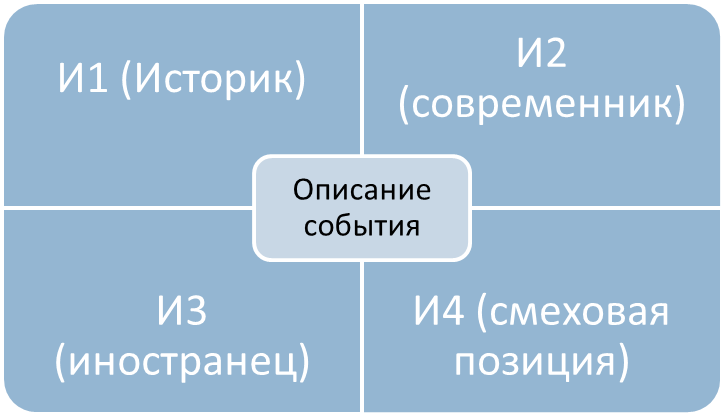 И1 (Историк)
И2
(современник)
Описание
события
И3
(иностранец)
И4 (смеховая
позиция)